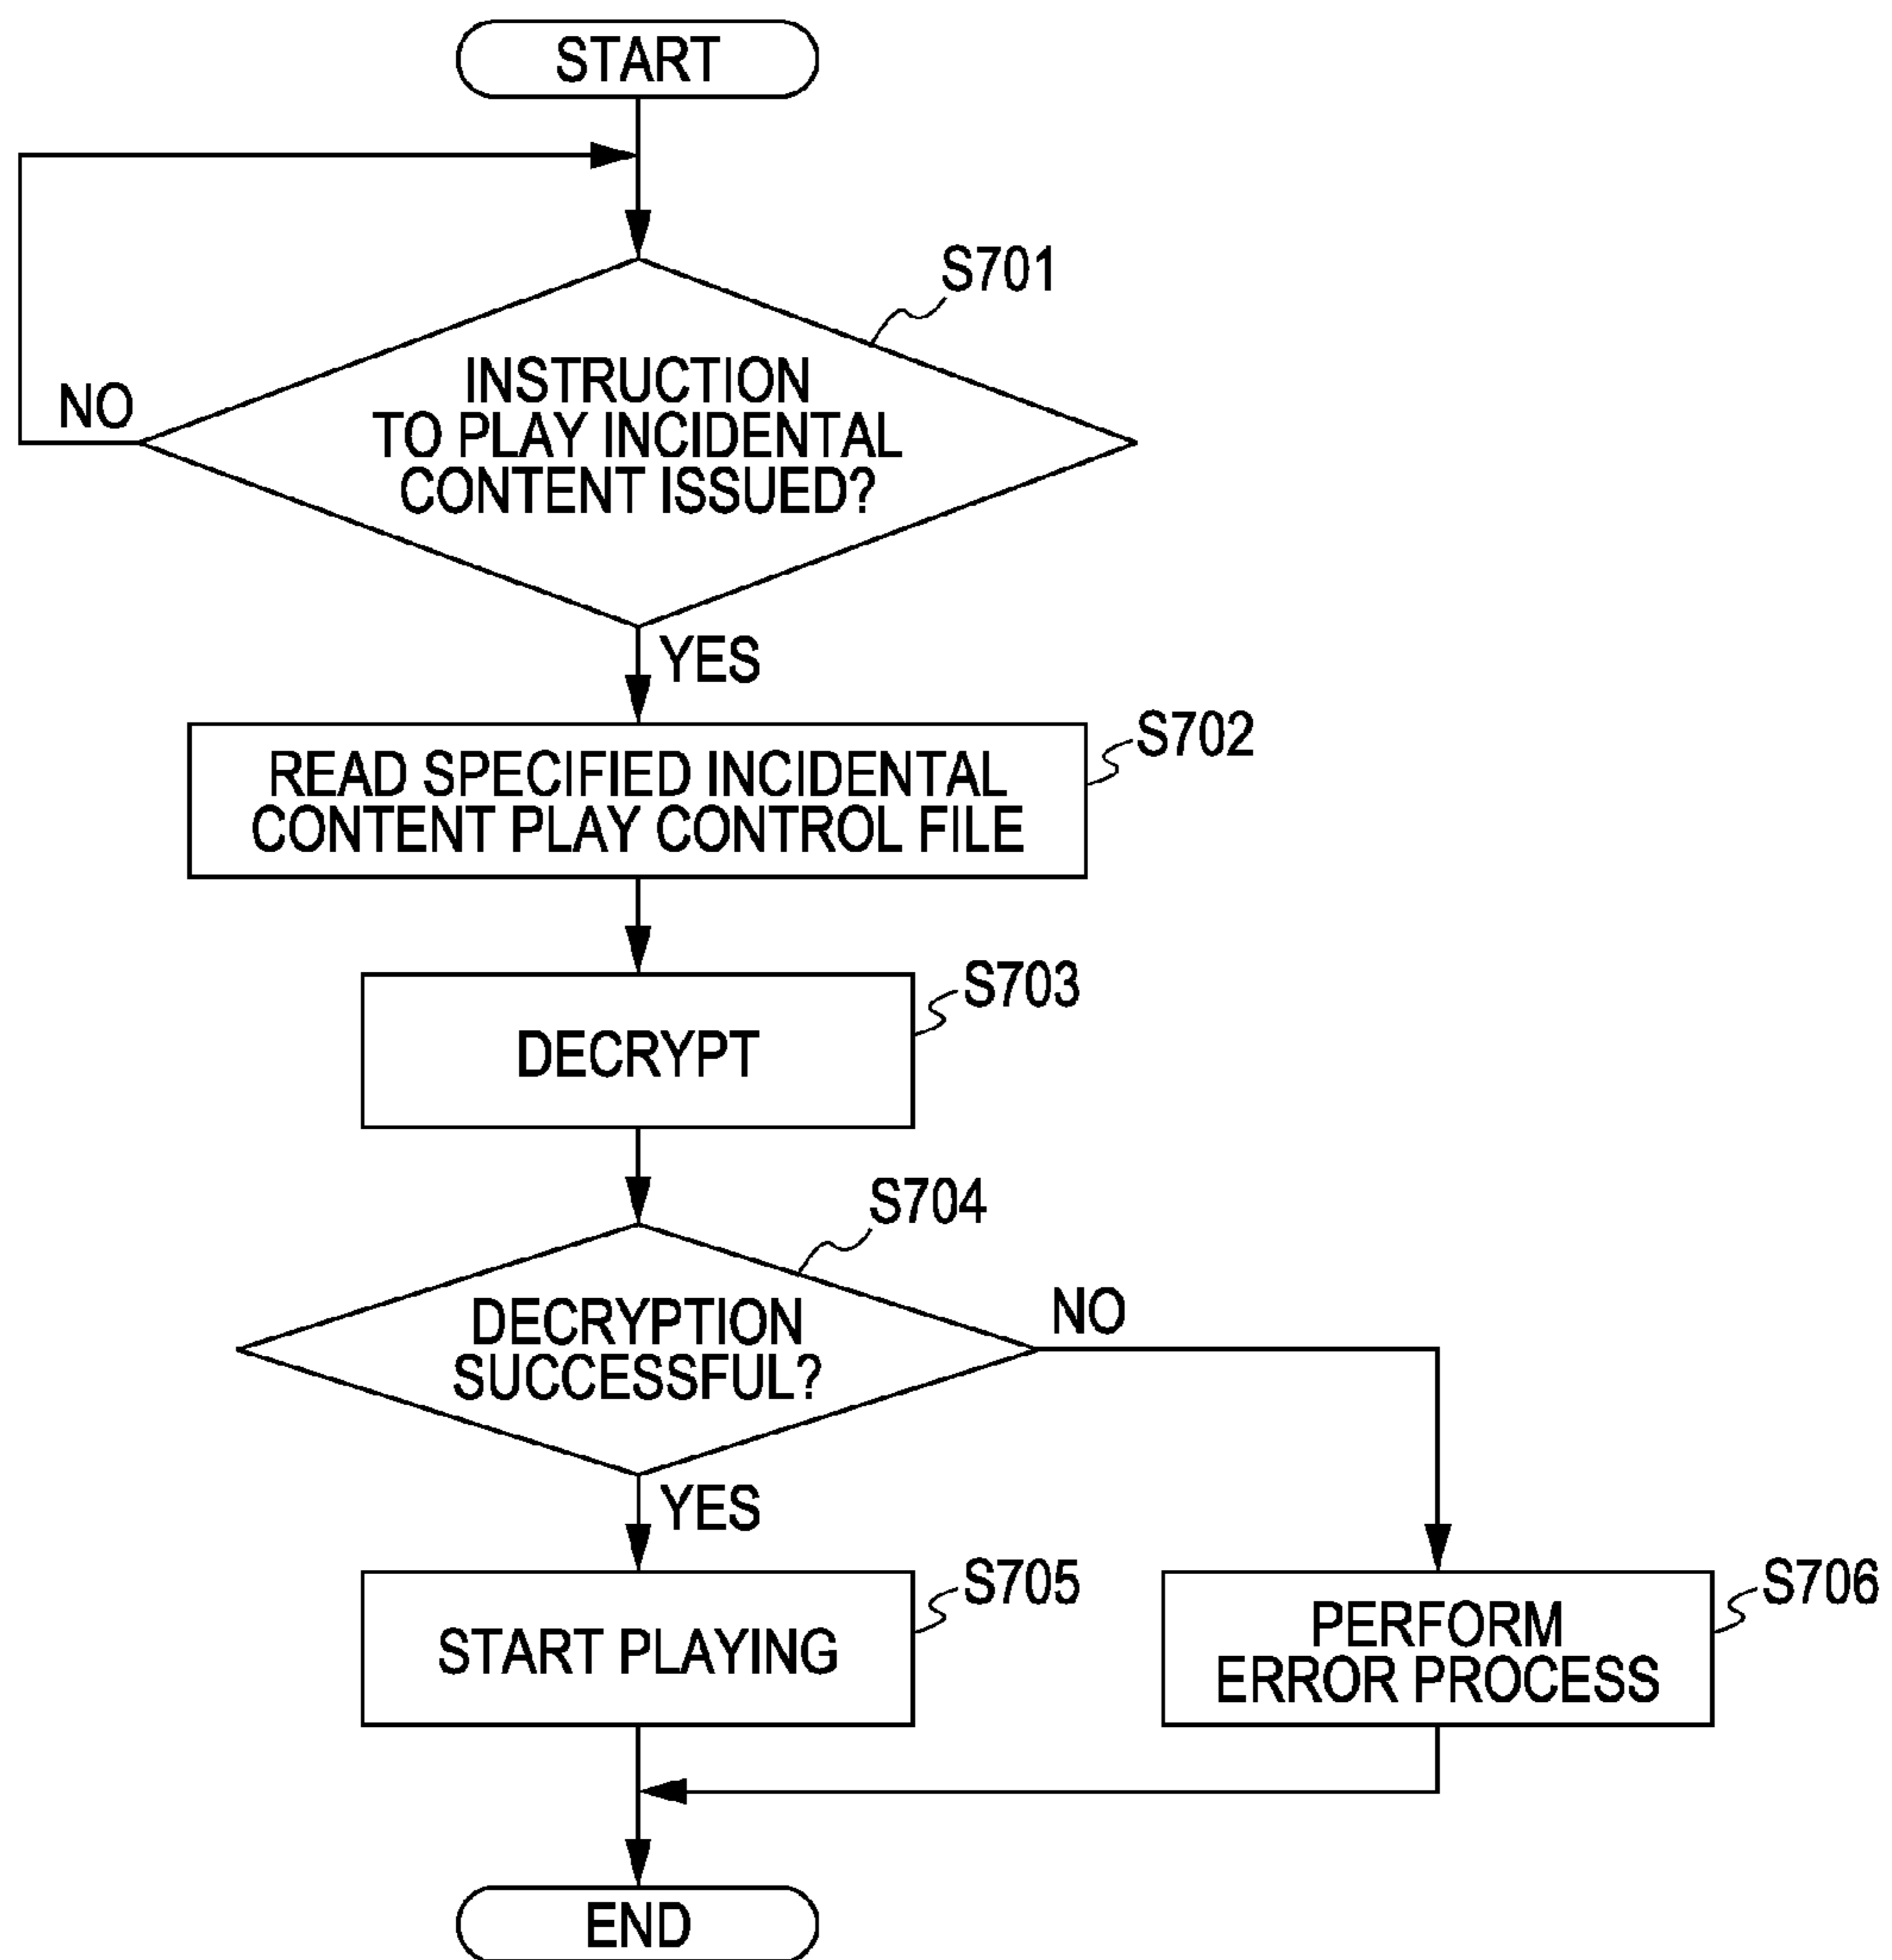 START
S701
INSTRUCTION
TO PLAY INCIDENTAL
CONTENT ISSUED?
NO
YES
S702
READ SPECIFIED INCIDENTAL
CONTENT PLAY CONTROL FILE
S703
DECRYPT
S704
DECRYPTION
SUCCESSFUL?
NO
YES
S705
START PLAYING
S706
PERFORM
ERROR PROCESS
END